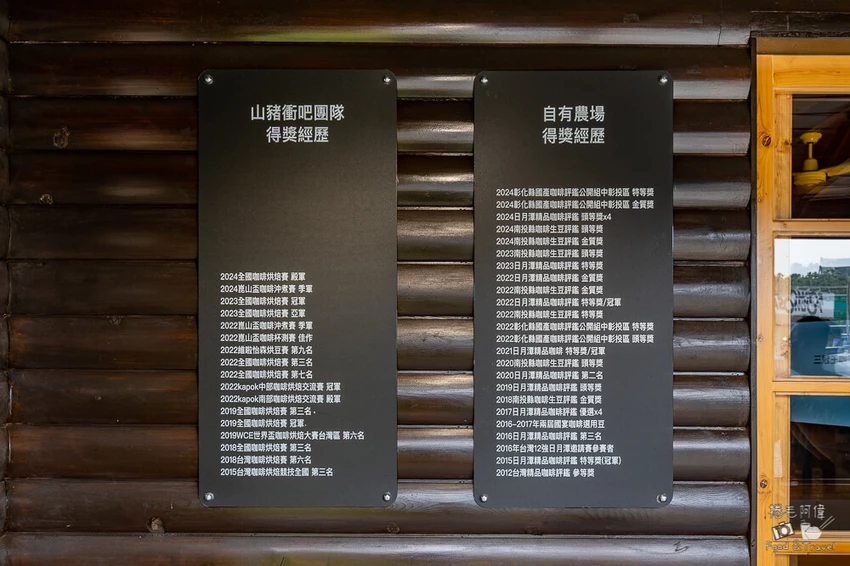 山豬衝吧團隊
得獎經歷
2024全國咖啡烘焙賽 殿軍
2024崑山盃咖啡沖煮賽 季軍
2023全國咖啡烘焙賽 冠軍
2023全國咖啡烘焙賽 亞軍
2022崑山盃咖啡沖煮賽 季軍
2022崑山盃咖啡杯測賽 佳作
2022維啦怡森烘豆賽 第九名
2022全國咖啡烘焙賽 第三名
2022全國咖啡烘焙賽 第七名
2022kapok中部咖啡烘焙交流賽 冠軍
2022kapok南部咖啡烘焙交流賽 殿軍
2019全國咖啡烘焙賽 第三名、
2019全國咖啡烘焙賽 冠軍、
2019WCE世界盃咖啡烘焙大賽台灣區 第六名
2018全國咖啡烘焙賽 第三名
2018台灣咖啡烘焙賽 第六名
2015台灣咖啡烘焙競技全國 第三名
自有農場
得獎經歷
2024彰化縣國產咖啡評鑑公開組中彰投區 特等獎
2024彰化縣國產咖啡評鑑公開組中彰投區 金質獎
2024日月潭精品咖啡評鑑 頭等獎x4
2024南投縣咖啡生豆評鑑 頭等獎
2024南投縣咖啡生豆評鑑 金質獎
2023南投縣咖啡生豆評鑑 頭等獎
2023日月潭精品咖啡評鑑 特等獎
2022日月潭精品咖啡評鑑 金質獎
2022南投縣咖啡生豆評鑑 金質獎
2022日月潭精品咖啡評鑑 特等獎/冠軍
2022南投縣咖啡生豆評鑑 特等獎
2022彰化縣國產咖啡評鑑公開組中彰投區 特等獎
2022彰化縣國產咖啡評鑑公開組中彰投區 頭等獎
2021日月潭精品咖啡 特等獎/冠軍
2020南投縣咖啡生豆評鑑 頭等獎
2020日月潭精品咖啡評鑑 第二名
2019日月潭精品咖啡評鑑 頭等獎
2018南投縣咖啡生豆評鑑 金質獎
2017日月潭精品咖啡評鑑 優選x4
2016-2017年兩屆國宴咖啡選用豆
2016日月潭精品咖啡評鑑 第三名
2016年台灣12強日月潭邀請賽參賽者
2015日月潭精品咖啡評鑑 特等獎(冠軍)
2012台灣精品咖啡評鑑 參等獎
捲毛阿偉
Food & Travel